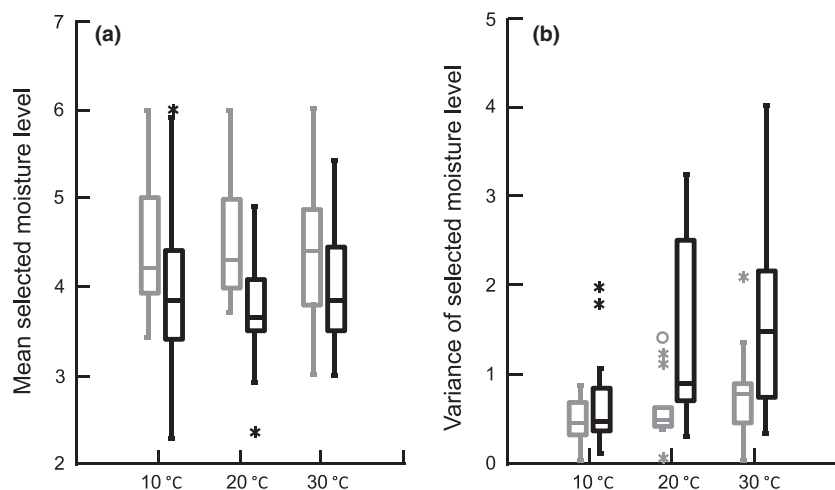 (a)
Mean selected moisture level
7
6
5
4
3
2
10 °C 20 °C 30 °C
(b)
Variance of selected moisture level
5
4
3
2
1
0
10 °C 20 °C 30 °C